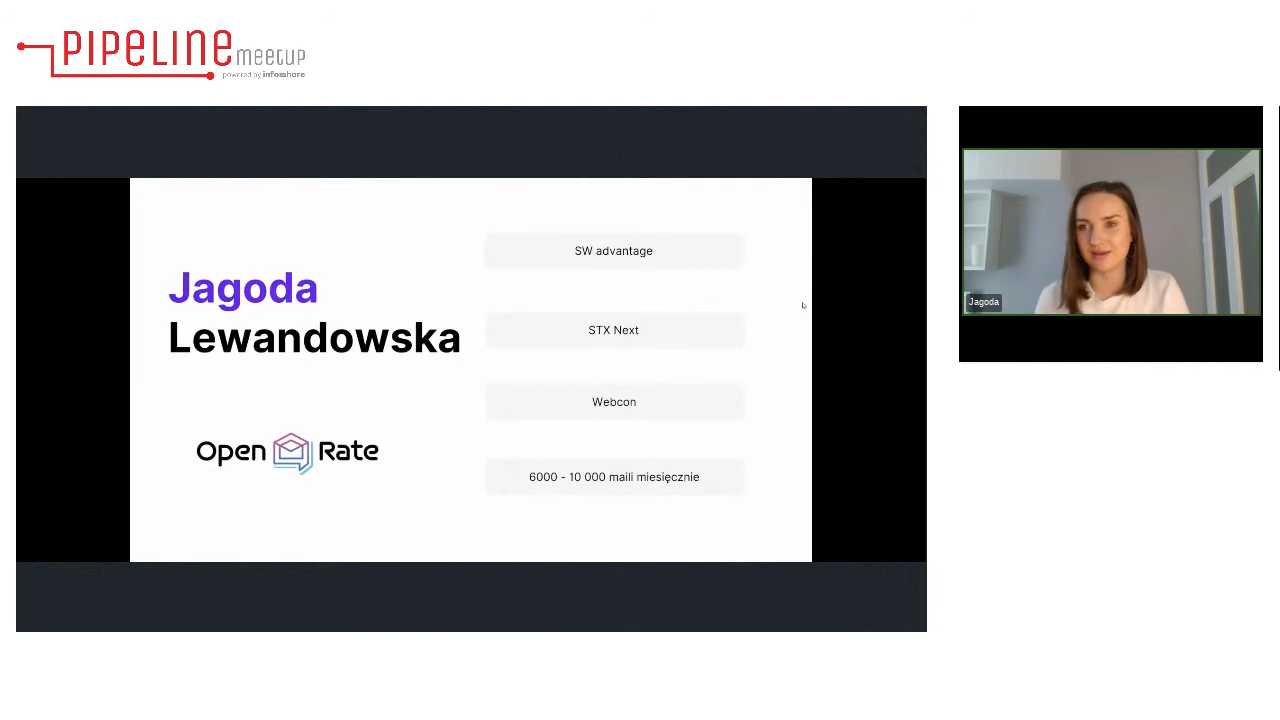 PIPELINE meetup
powered by infoshare
Jagoda
Lewandowska
Open Rate
SW advantage
STX Next
Webcon
6000 - 10 000 maili miesięcznie
Jagoda